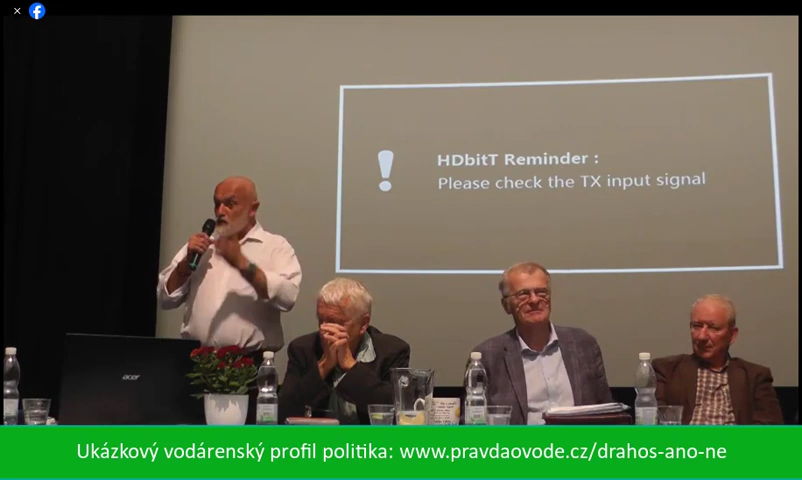 HDbitT Reminder :
Please check the TX input signal
acer
Ukázkový vodárenský profil politika: www.pravdaovode.cz/drahos-ano-ne